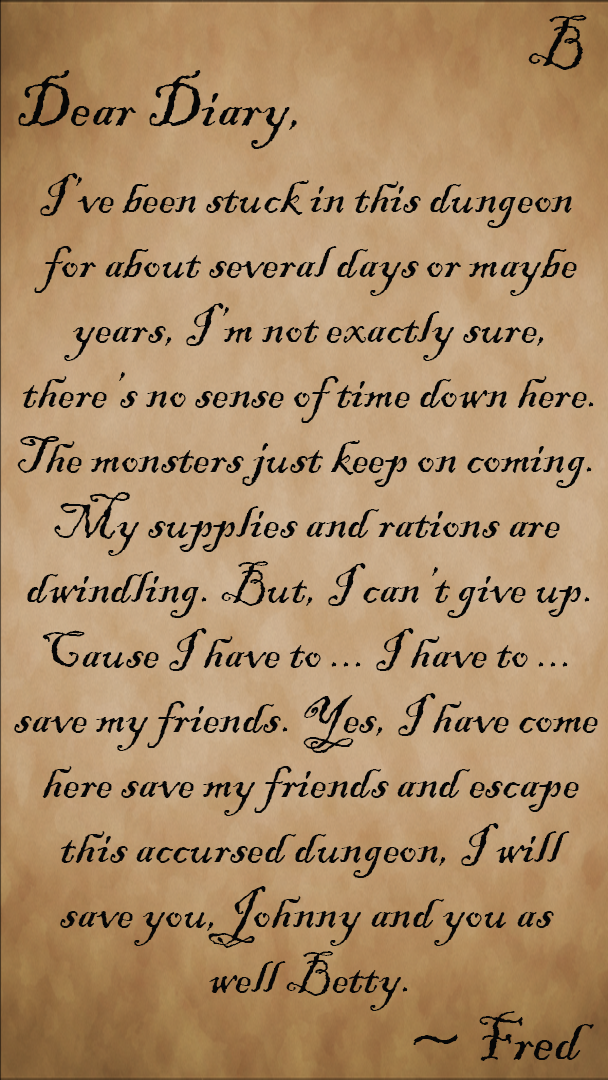 B
Dear Diary,
I've been stuck in this dungeon
for about several days or maybe
years, I'm not exactly sure,
there's no sense of time down here.
The monsters just keep on coming.
My supplies and rations are
dwindling. But, I can't give up.
'Cause I have to ... I have to ...
save my friends. Yes, I have come
here save my friends and escape
this accursed dungeon, I will
save you, Johnny and you as
well Betty.
~ Fred